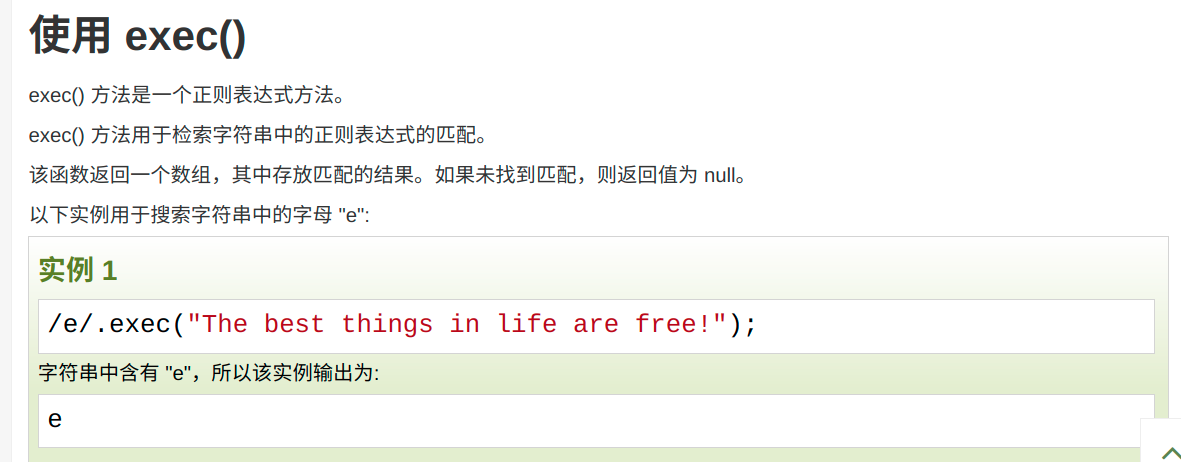 使用 exec()
exec() 方法是一个正则表达式方法。
exec() 方法用于检索字符串中的正则表达式的匹配。
该函数返回一个数组，其中存放匹配的结果。如果未找到匹配，则返回值为 null。
以下实例用于搜索字符串中的字母 "e":
实例 1
/e/.exec("The best things in life are free!");
字符串中含有 "e"，所以该实例输出为:
e